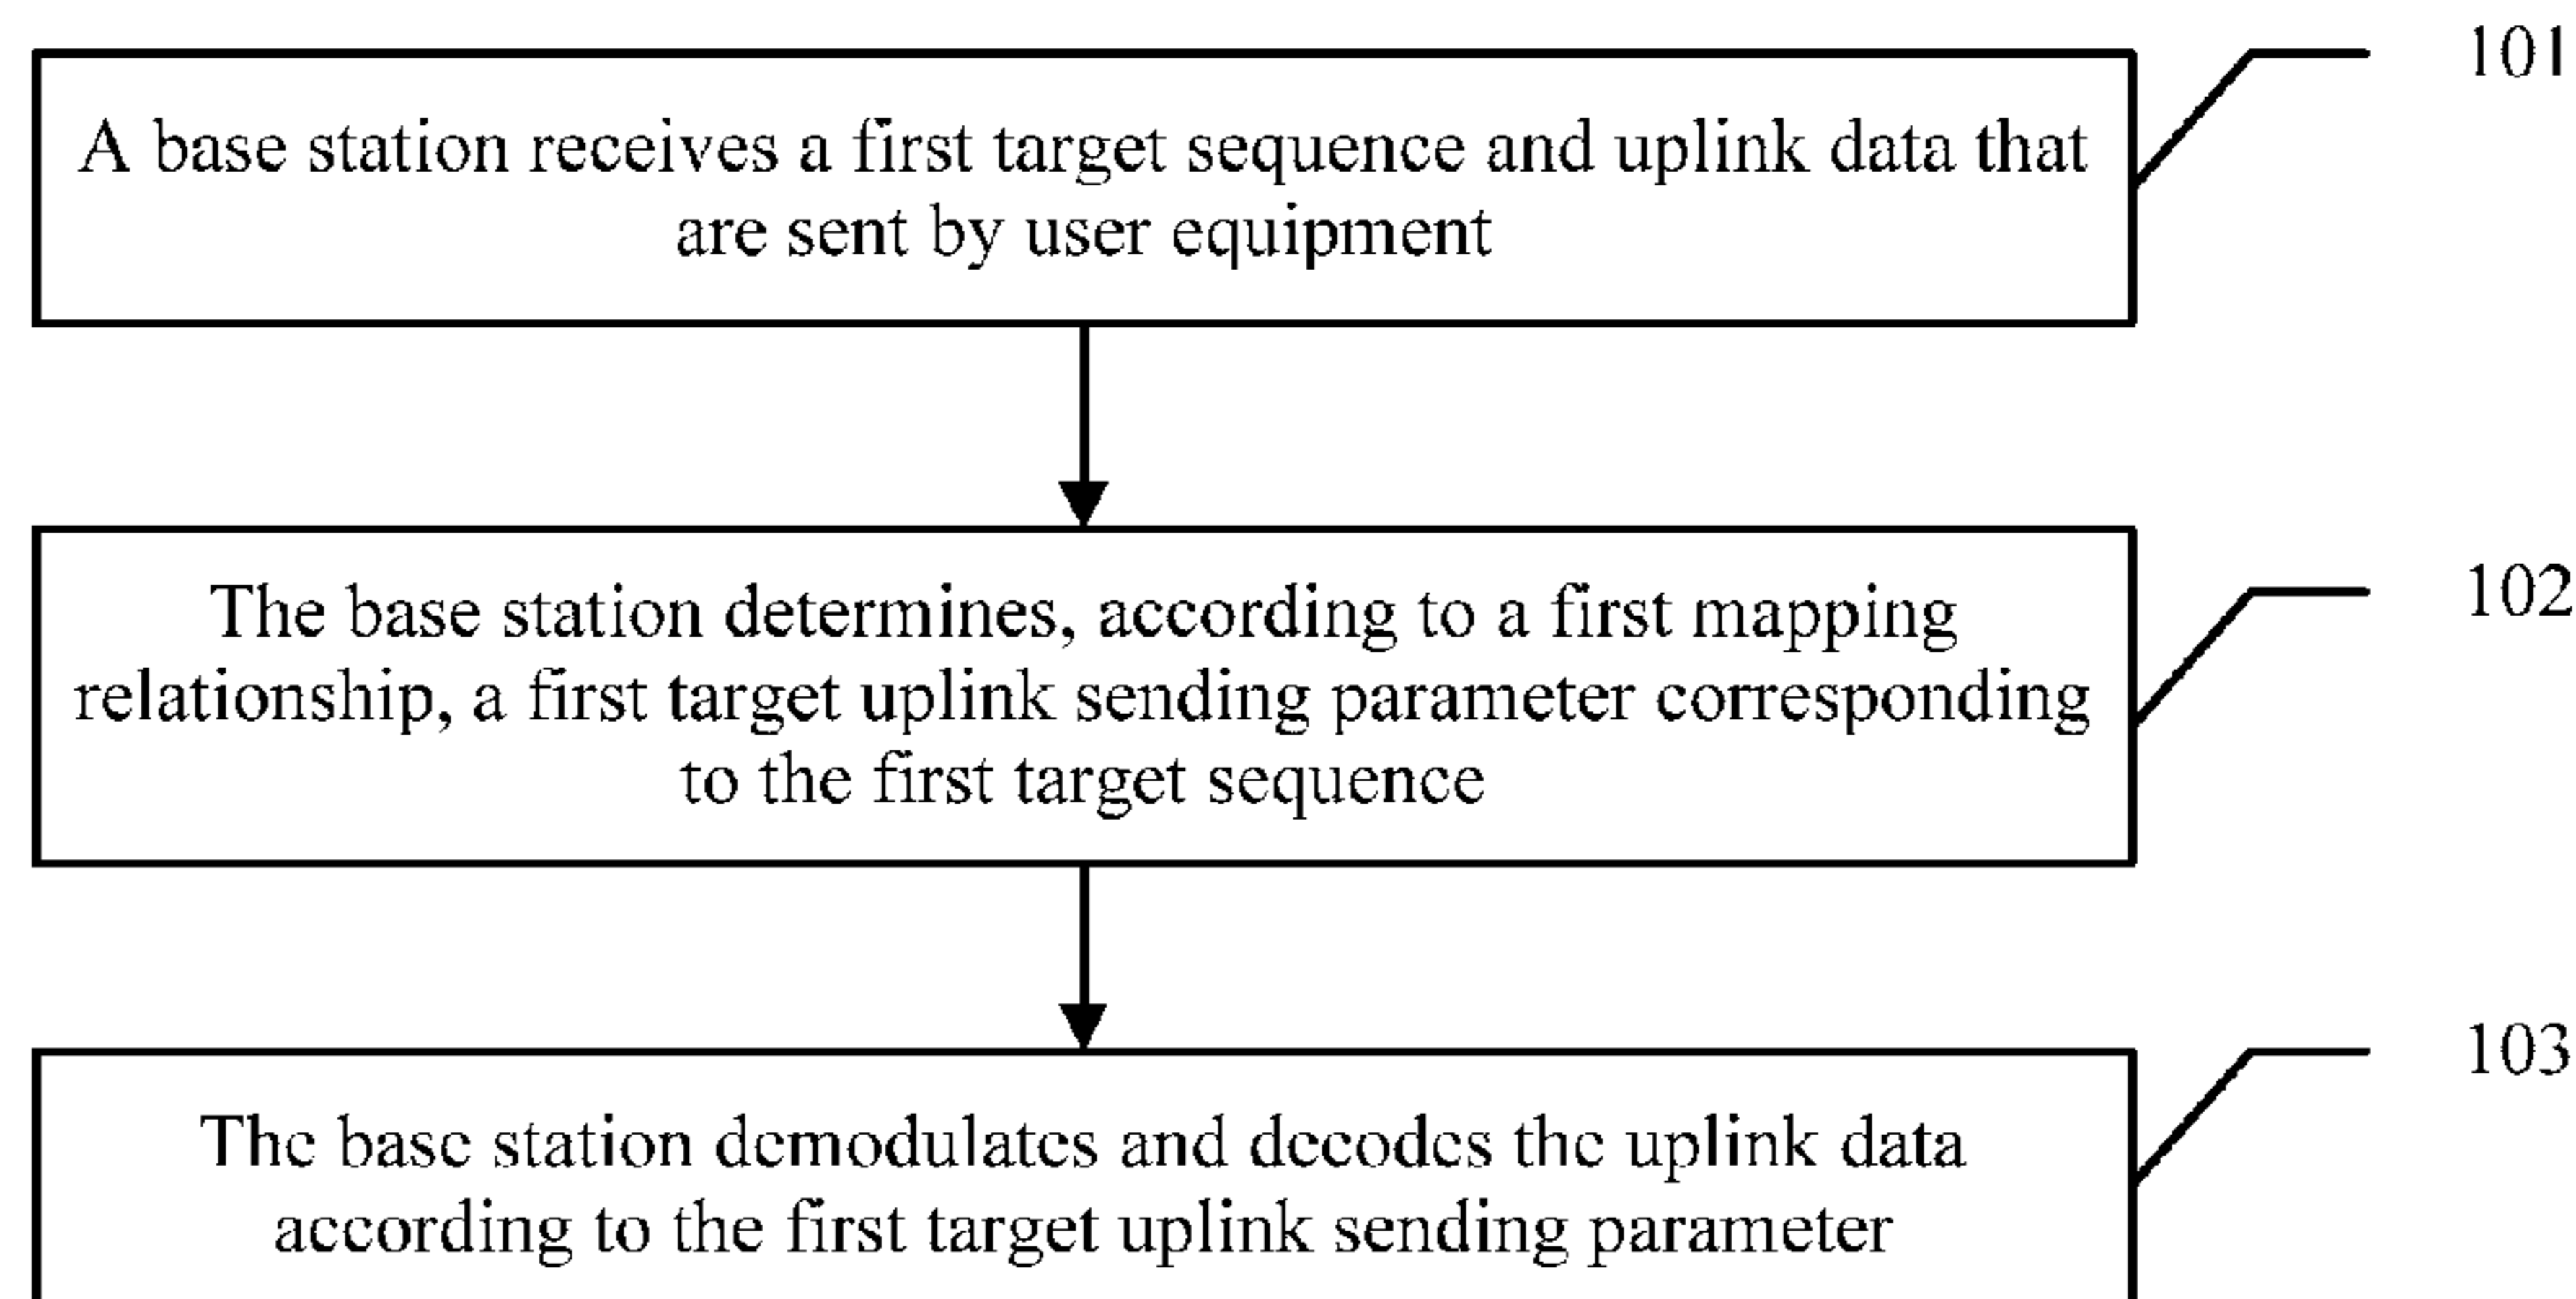 101
A base station receives a first target sequence and uplink data that
are sent by user equipment
102
The base station determines, according to a first mapping
relationship, a first target uplink sending parameter corresponding
to the first target sequence
103
The base station demodulates and decodes the uplink data
according to the first target uplink sending parameter